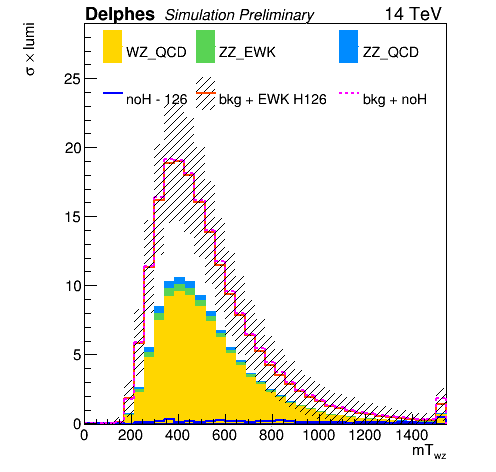 Delphes Simulation Preliminary 14 TeV
σ × lumi
WZ_QCD ZZ_EWK ZZ_QCD
noH - 126 bkg + EWK H126 bkg + noH
25
20
15
10
5
0
0 200 400 600 800 1000 1200 1400
mT_wz